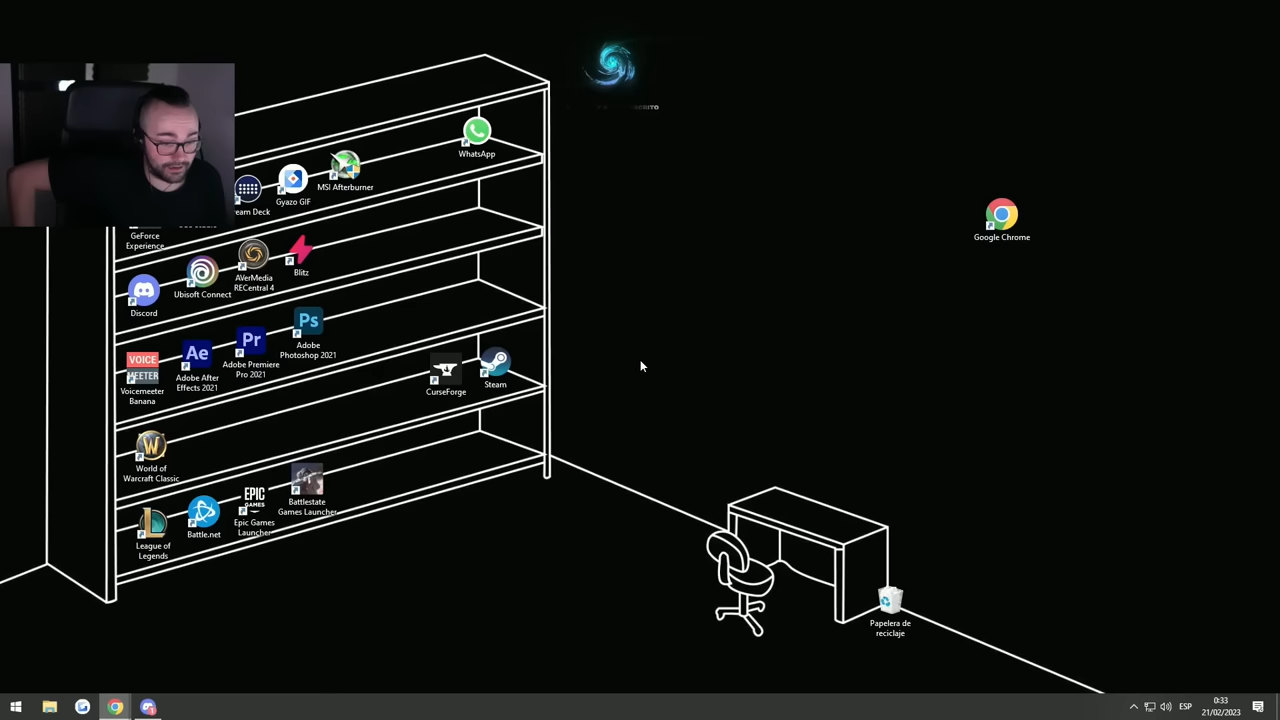 WhatsApp
MSI Afterburner
Gyazo GIF
eam Deck
GeForce
Experience
Google Chrome
Blitz
AVerMedia
RECentral 4
Ubisoft Connect
Discord
Ps
Adobe
Photoshop 2021
Pr
Adobe Premiere
Pro 2021
Ae
Adobe After
Effects 2021
VOICE
MEETER
Voicemeeter
Banana
CurseForge
Steam
W
World of
Warcraft Classic
Battlestate
Games Launcher
EPIC
GAMES
Epic Games
Launcher
Battle.net
L
League of
Legends
Papelera de
reciclaje
ESP
0:33
21/02/2023